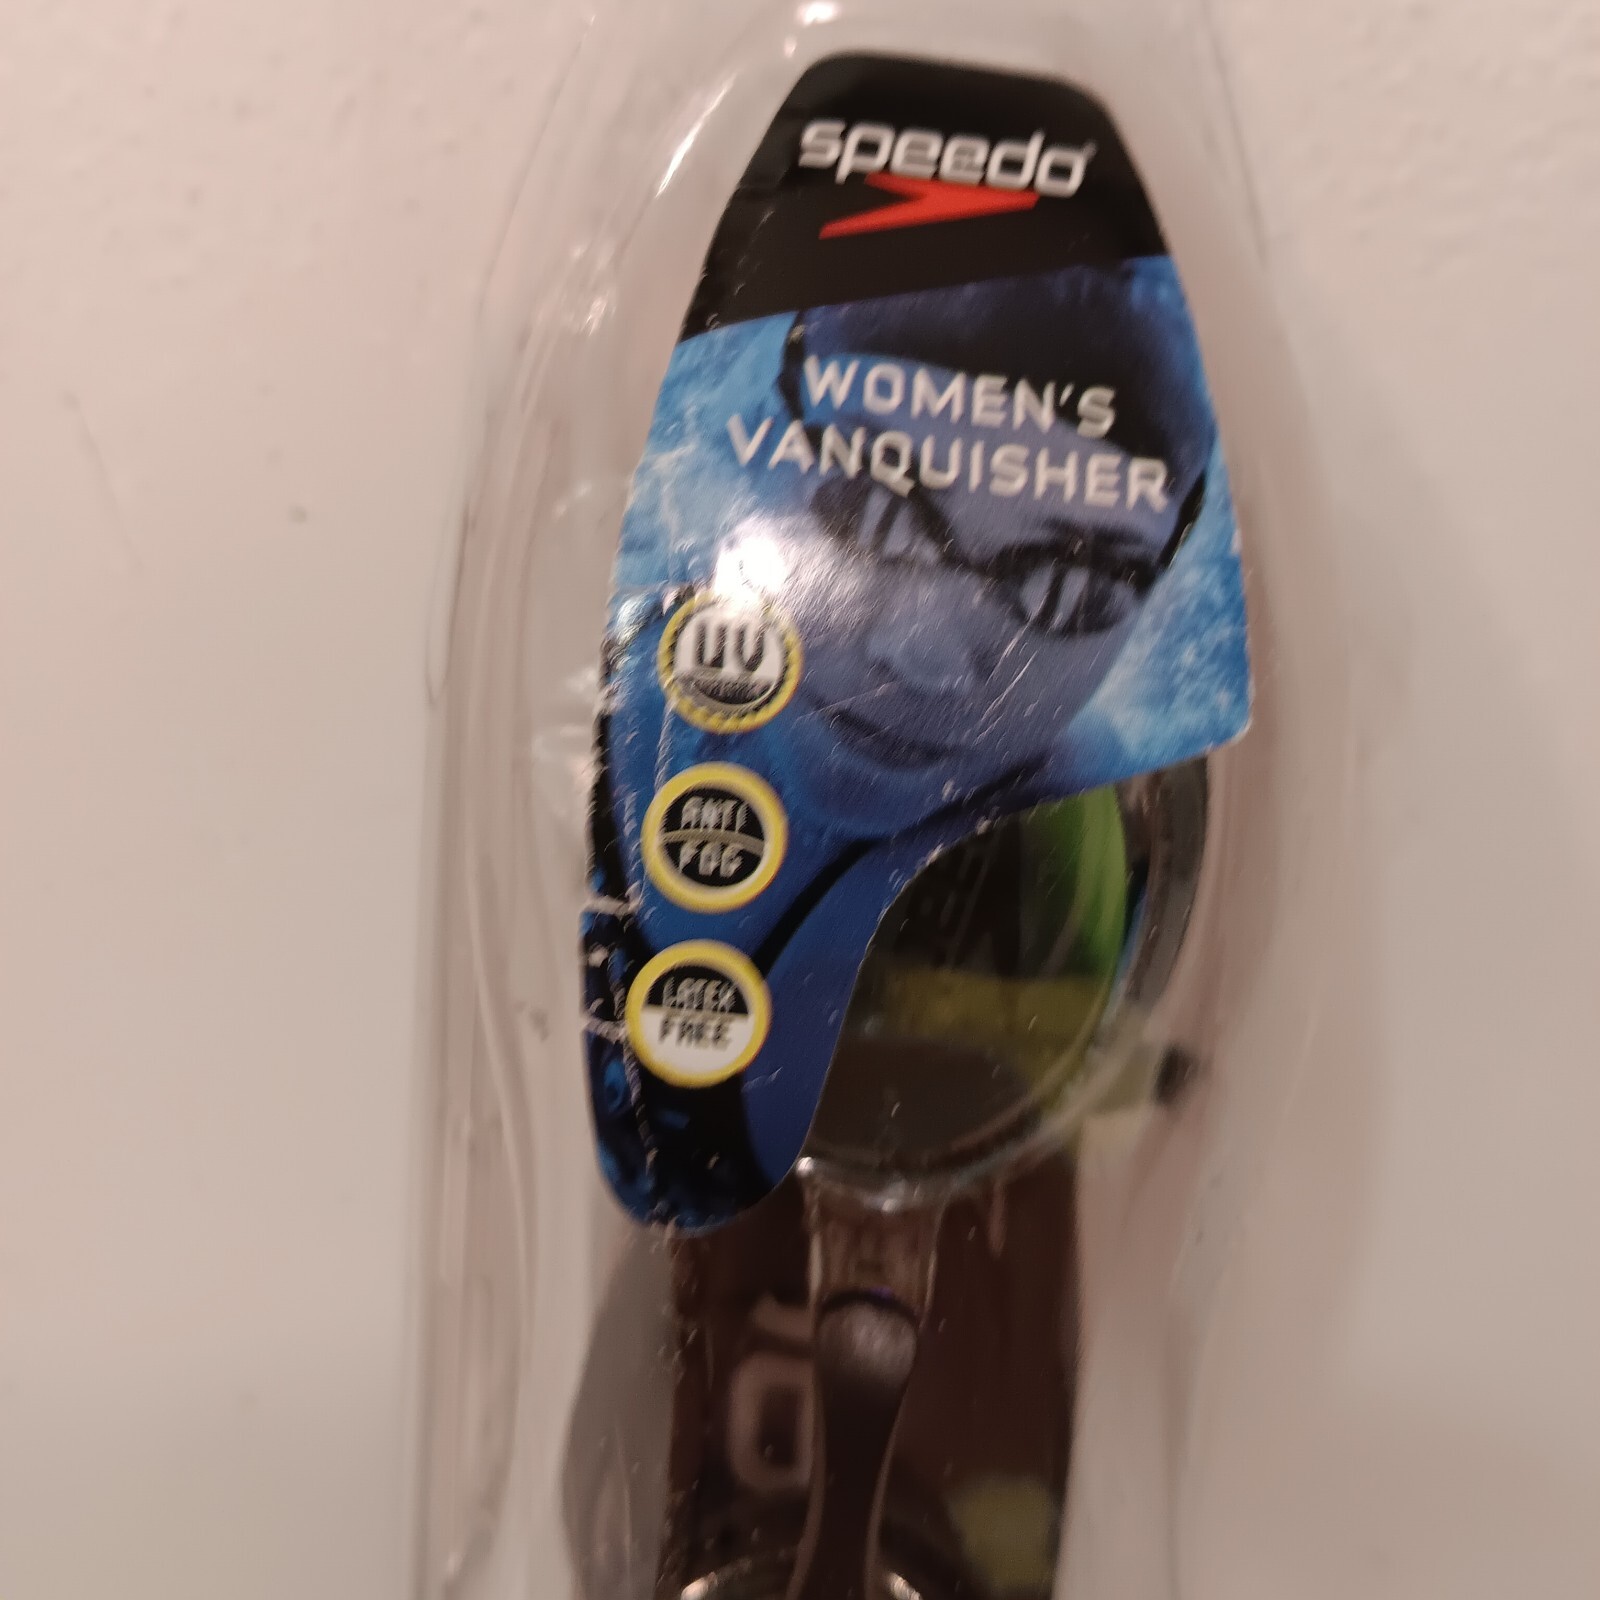 speedo
WOMEN'S
VANQUISHER
UV
ANTI
FOG
LATEX
FREE